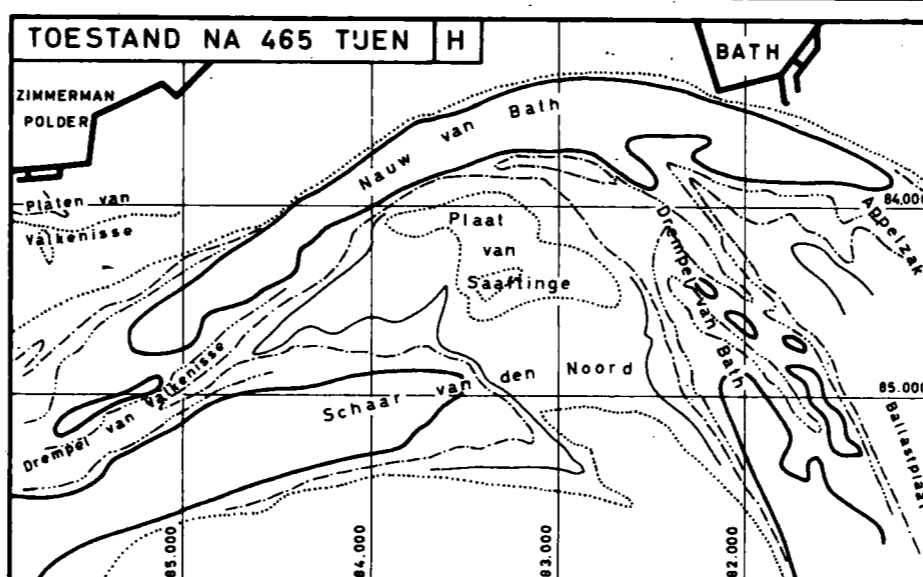 TOESTAND NA 465 TIJEN H
BATH
ZIMMERMAN
POLDER
Nauw van Bath
Platen van
Valkenisse
84.000
Appelzak
Plaat
van
Saaftinge
Drempel van Bath
Schaar van den Noord
85.000
Drempel van Valkenisse
Ballastplaat
85.000
84.000
83.000
82.000